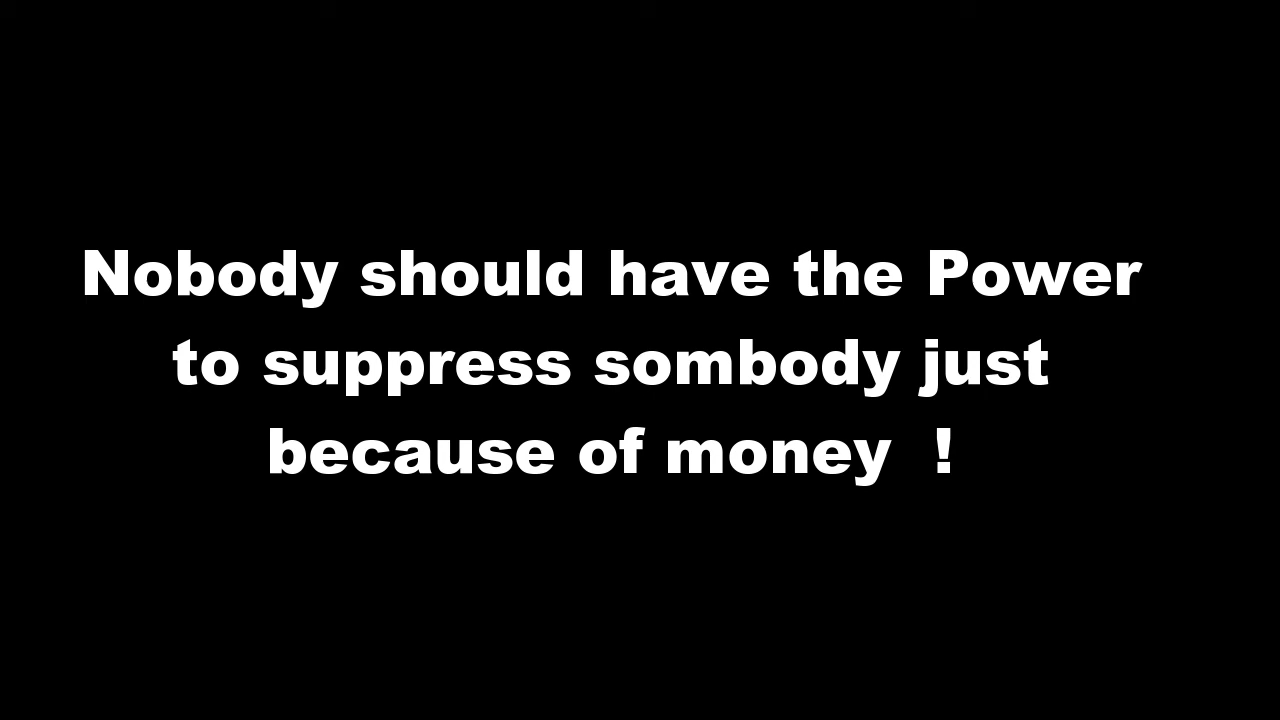 Nobody should have the Power
to suppress sombody just
because of money  !